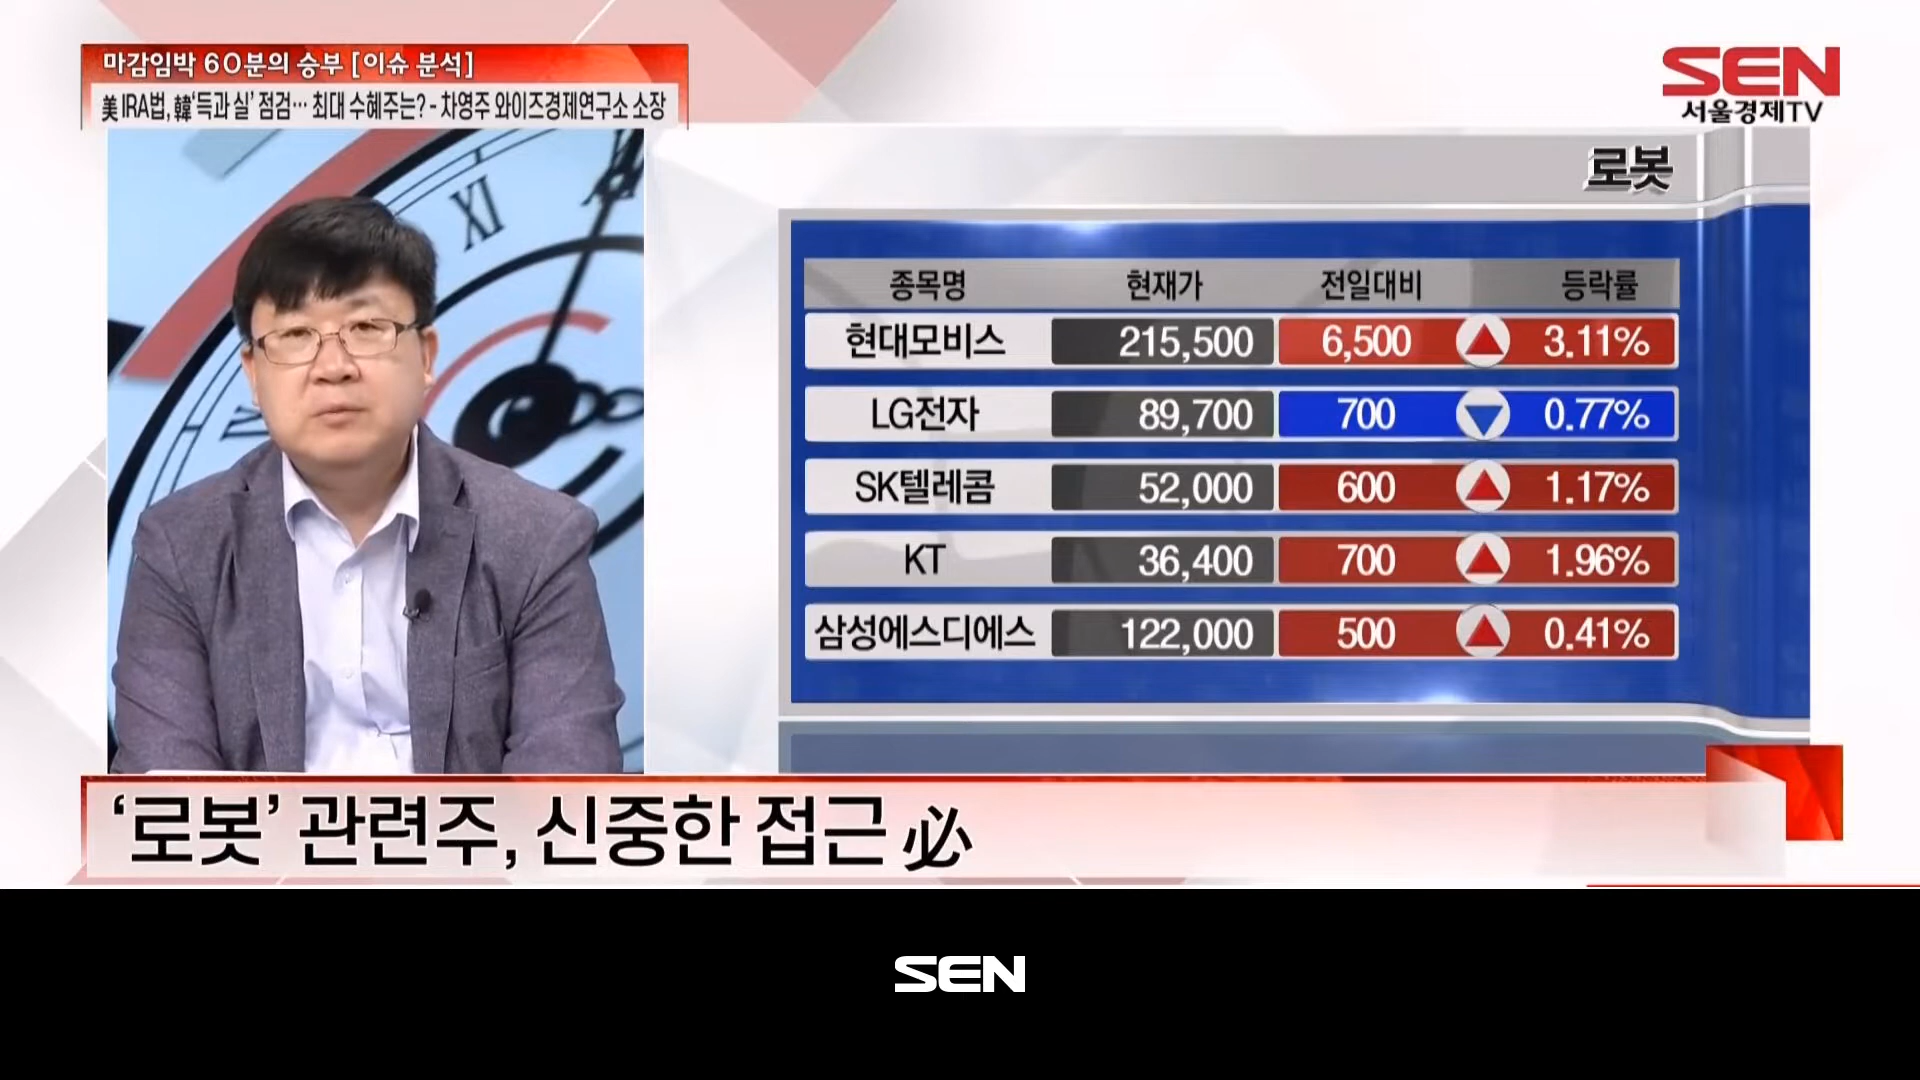 마감임박 60분의 승부 [이슈 분석]
美 IRA법, 韓‘득과 실’ 점검… 최대 수혜주는? - 차영주 와이즈경제연구소 소장
SEN
서울경제TV
로봇
XI
종목명 현재가 전일대비 등락률
현대모비스 215,500 6,500 ▲ 3.11%
LG전자 89,700 700 ▼ 0.77%
SK텔레콤 52,000 600 ▲ 1.17%
KT 36,400 700 ▲ 1.96%
삼성에스디에스 122,000 500 ▲ 0.41%
‘로봇’ 관련주, 신중한 접근 必
SEN